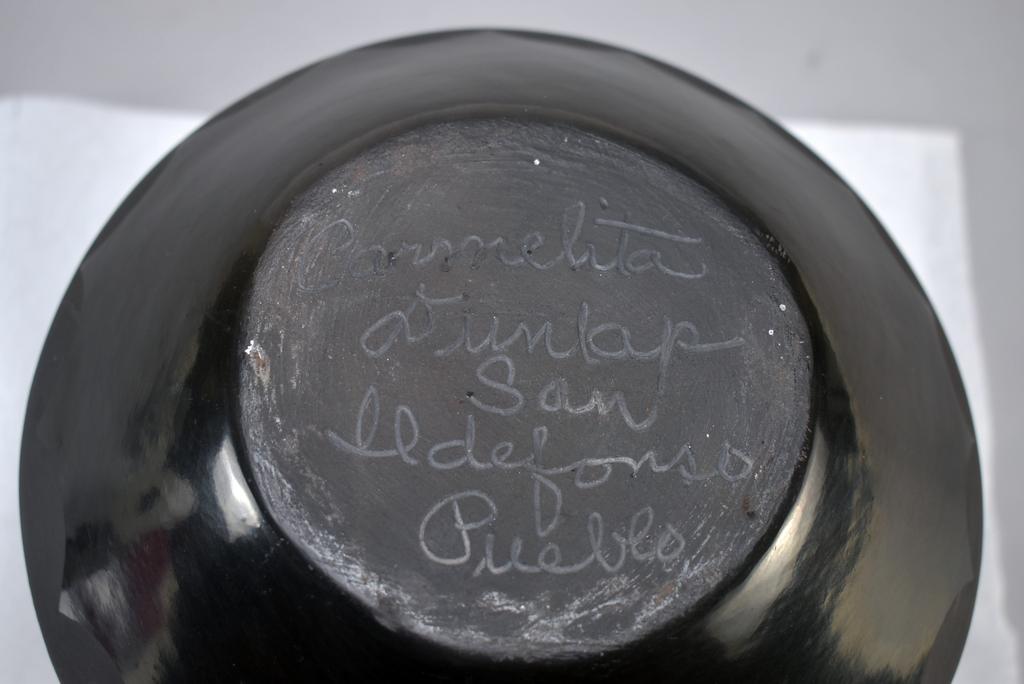 Carmelita
Dunlap
San
Ildefonso
Pueblo